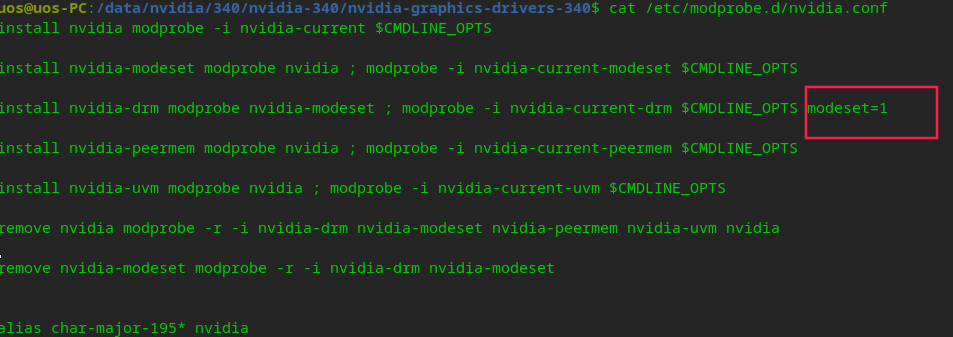 uos@uos-PC:/data/nvidia/340/nvidia-340/nvidia-graphics-drivers-340$ cat /etc/modprobe.d/nvidia.conf
install nvidia modprobe -i nvidia-current $CMDLINE_OPTS
install nvidia-modeset modprobe nvidia ; modprobe -i nvidia-current-modeset $CMDLINE_OPTS
install nvidia-drm modprobe nvidia-modeset ; modprobe -i nvidia-current-drm $CMDLINE_OPTS modeset=1
install nvidia-peermem modprobe nvidia ; modprobe -i nvidia-current-peermem $CMDLINE_OPTS
install nvidia-uvm modprobe nvidia ; modprobe -i nvidia-current-uvm $CMDLINE_OPTS
remove nvidia modprobe -r -i nvidia-drm nvidia-modeset nvidia-peermem nvidia-uvm nvidia
remove nvidia-modeset modprobe -r -i nvidia-drm nvidia-modeset
alias char-major-195* nvidia